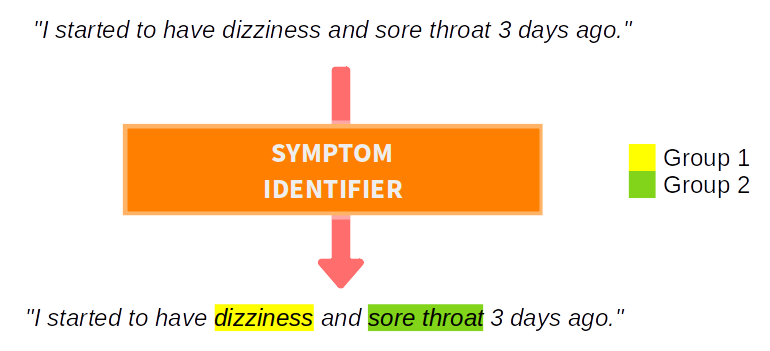 "I started to have dizziness and sore throat 3 days ago."
SYMPTOM
IDENTIFIER
Group 1
Group 2
"I started to have dizziness and sore throat 3 days ago."